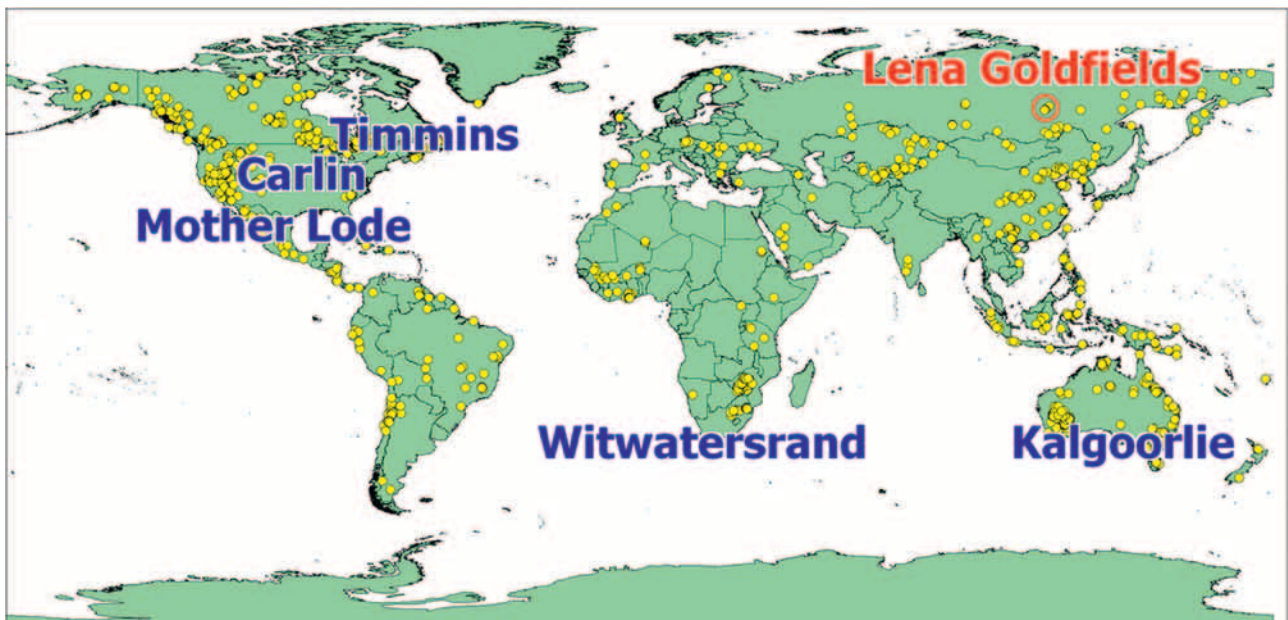 Lena Goldfields
Timmins
Carlin
Mother Lode
Witwatersrand
Kalgoorlie